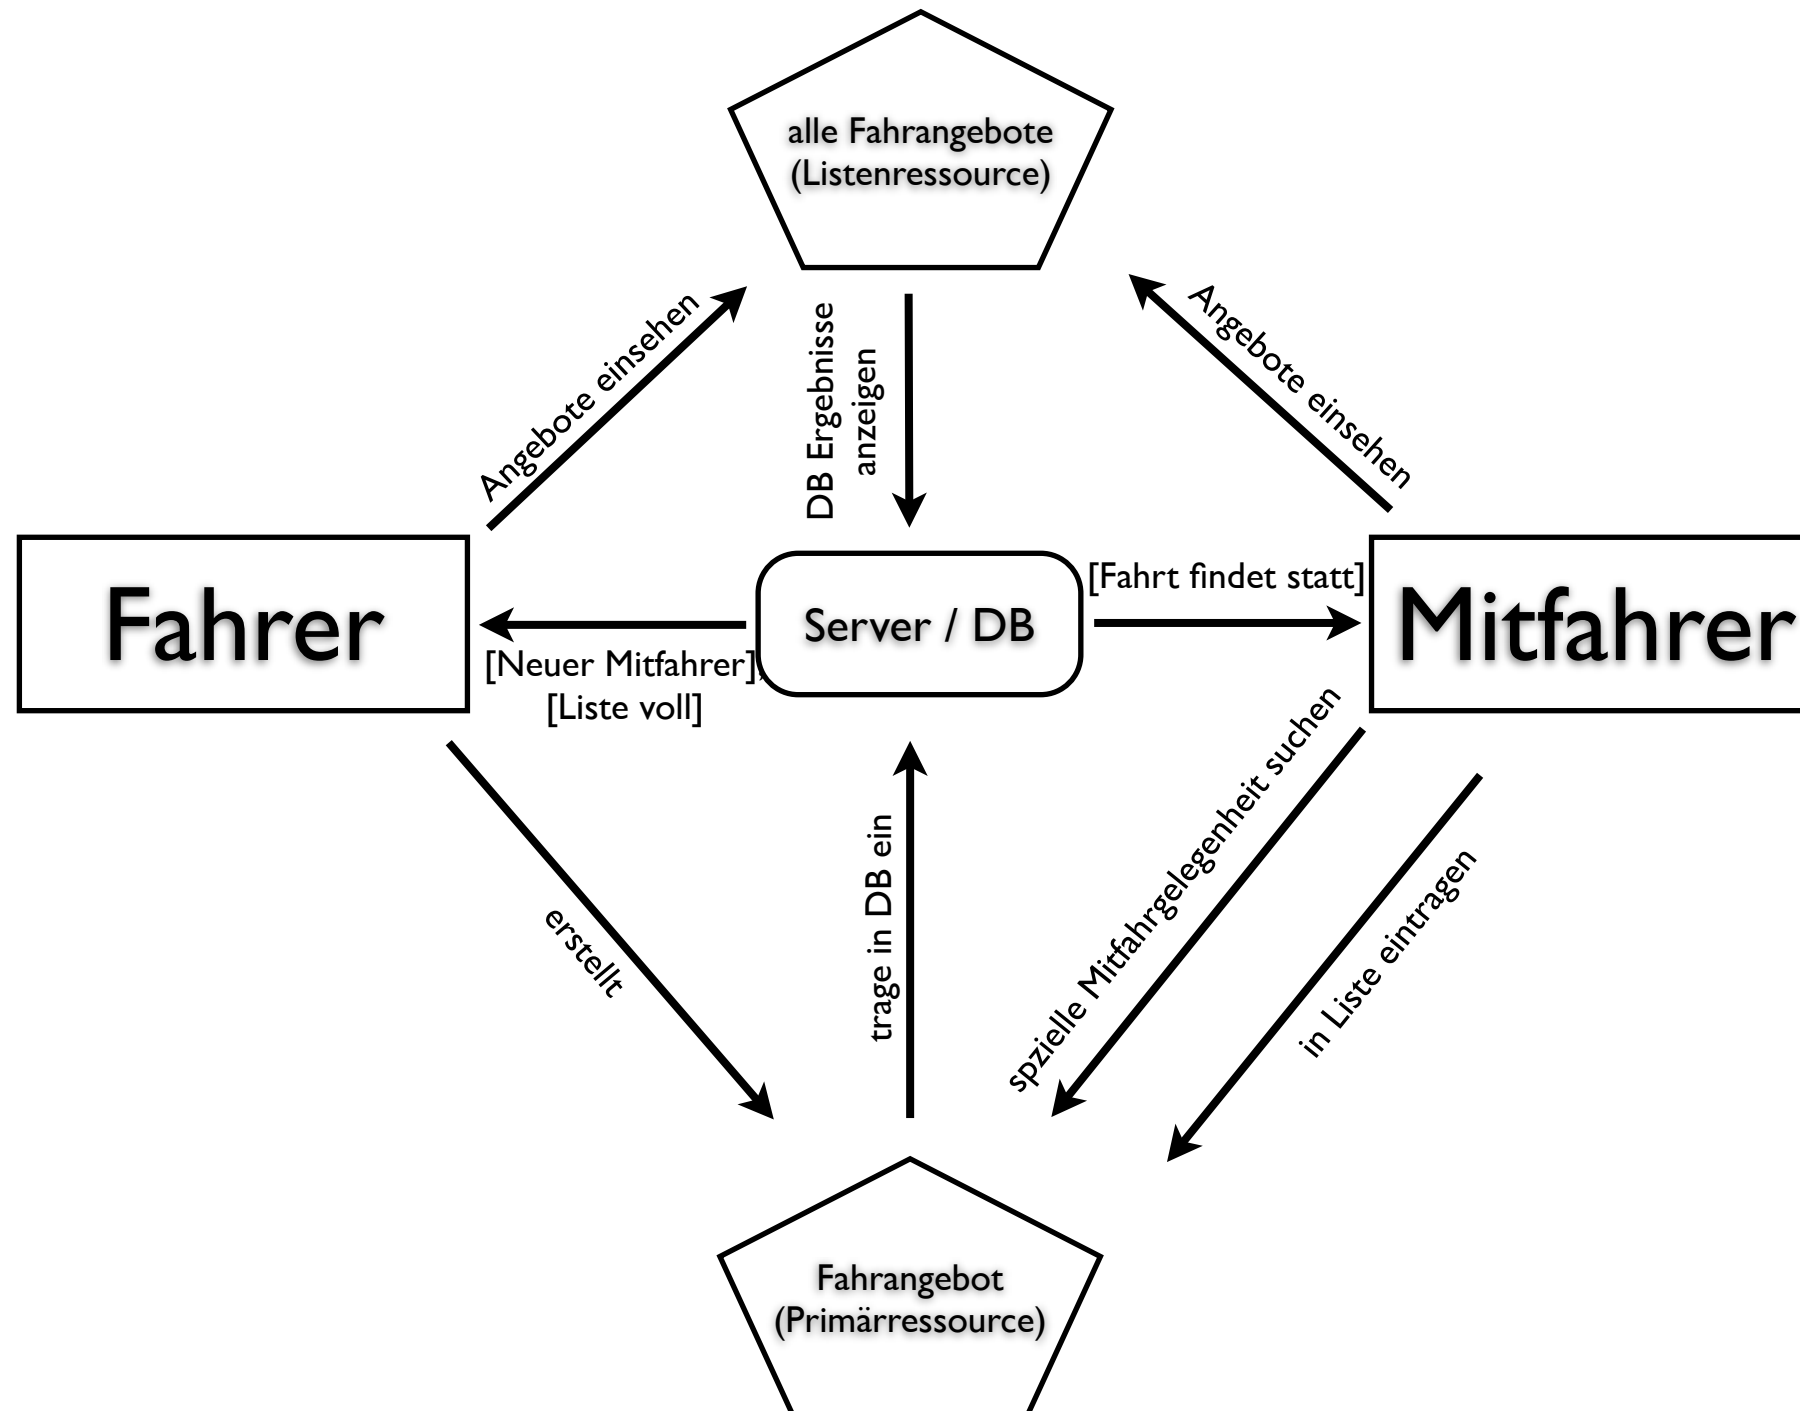 alle Fahrangebote
(Listenressource)
Angebote einsehen
DB Ergebnisse
anzeigen
Angebote einsehen
Fahrer
Server / DB
[Fahrt findet statt]
Mitfahrer
[Neuer Mitfahrer],
[Liste voll]
erstellt
trage in DB ein
spzielle Mitfahrgelegenheit suchen
in Liste eintragen
Fahrangebot
(Primärressource)